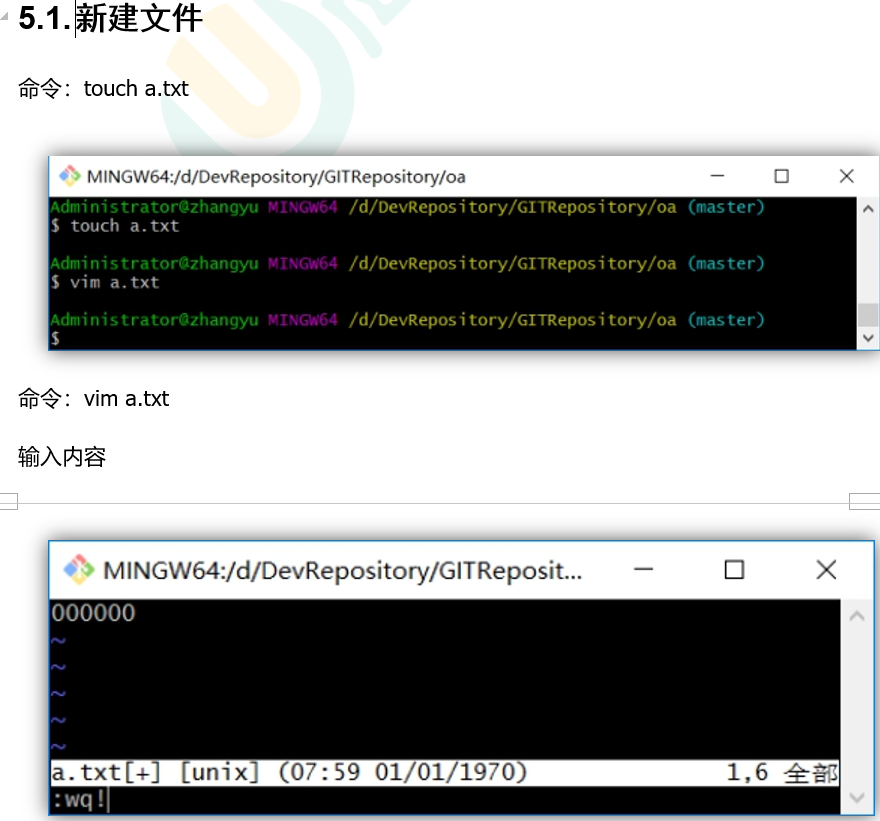 5.1.新建文件
命令：touch a.txt
MINGW64:/d/DevRepository/GITRepository/oa
Administrator@zhangyu MINGW64 /d/DevRepository/GITRepository/oa (master)
$ touch a.txt
Administrator@zhangyu MINGW64 /d/DevRepository/GITRepository/oa (master)
$ vim a.txt
Administrator@zhangyu MINGW64 /d/DevRepository/GITRepository/oa (master)
$
命令：vim a.txt
输入内容
MINGW64:/d/DevRepository/GITReposit...
000000
~
~
~
~
~
a.txt[+] [unix] (07:59 01/01/1970) 1,6 全部
:wq!